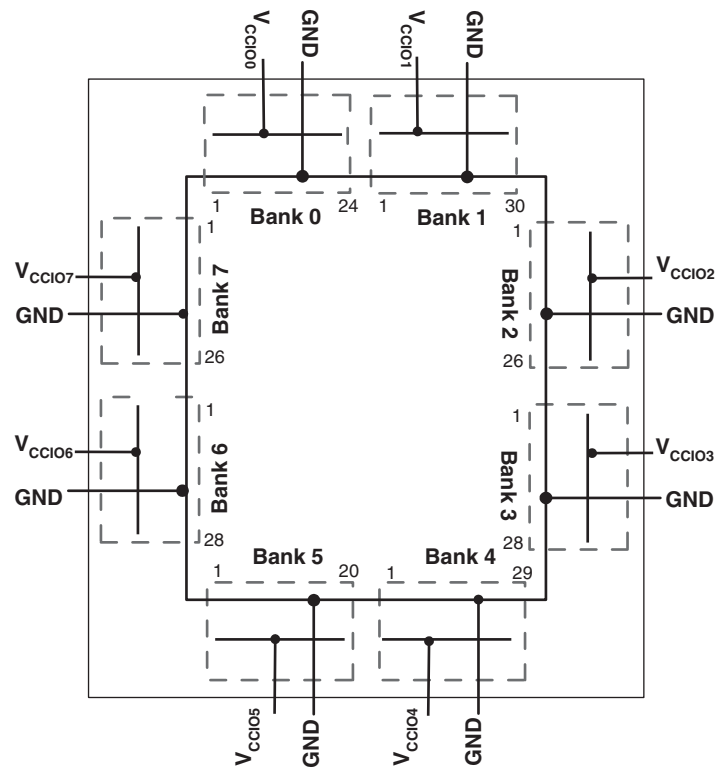 VCCIO0
GND
VCCIO1
GND
1
24
1
30
Bank 0
Bank 1
1
Bank 7
26
VCCIO7
GND
1
Bank 2
26
VCCIO2
GND
1
Bank 6
28
VCCIO6
GND
1
Bank 3
28
VCCIO3
GND
Bank 5
Bank 4
1
20
1
29
VCCIO5
GND
VCCIO4
GND